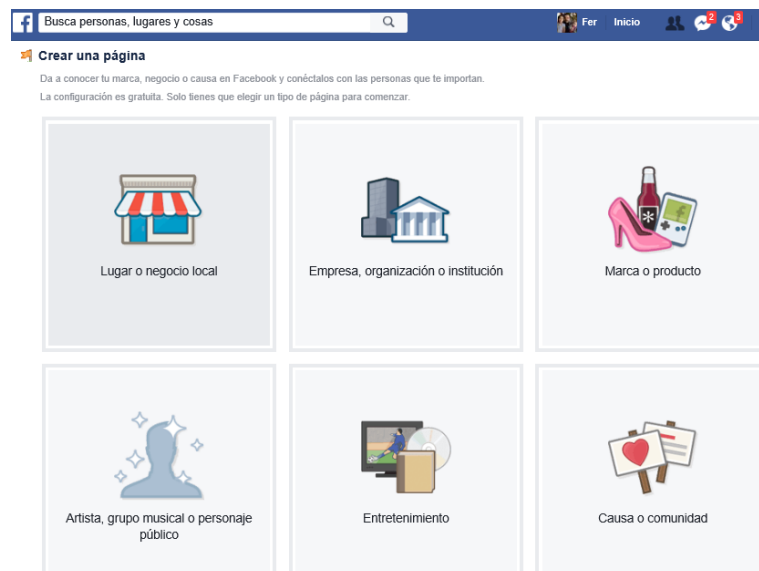 f Busca personas, lugares y cosas Fer Inicio 2 3
Crear una página
Da a conocer tu marca, negocio o causa en Facebook y conéctalos con las personas que te importan.
La configuración es gratuita. Solo tienes que elegir un tipo de página para comenzar.
Lugar o negocio local
Empresa, organización o institución
Marca o producto
Artista, grupo musical o personaje
público
Entretenimiento
Causa o comunidad